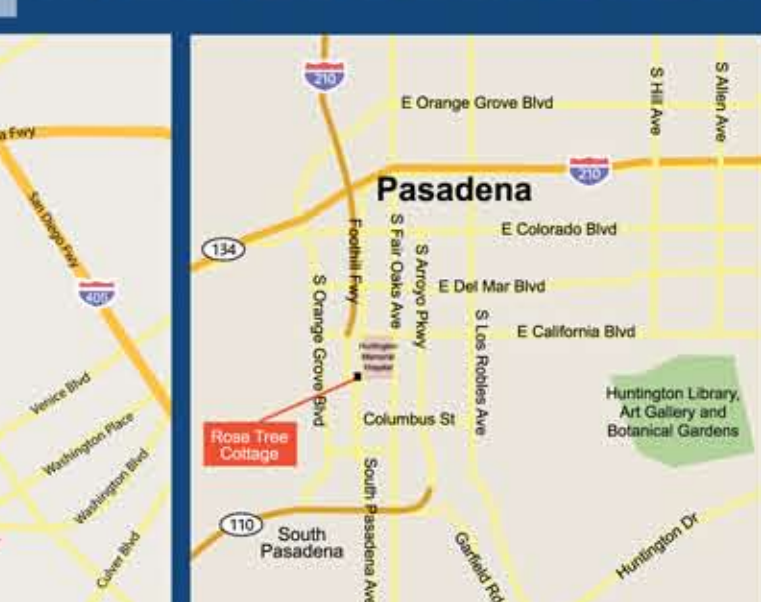 a Fwy
San Diego Fwy
405
Venice Blvd
Washington Place
Washington Blvd
Culver Blvd
210
E Orange Grove Blvd
S Hill Ave
S Allen Ave
210
Pasadena
134
Foothill Fwy
S Fair Oaks Ave
S Arroyo Pkwy
E Colorado Blvd
E Del Mar Blvd
S Orange Grove Blvd
S Los Robles Ave
E California Blvd
Huntington
Memorial
Hospital
Huntington Library,
Art Gallery and
Botanical Gardens
Columbus St
Rose Tree
Cottage
South Pasadena Ave
110
South
Pasadena
Garfield Rd
Huntington Dr